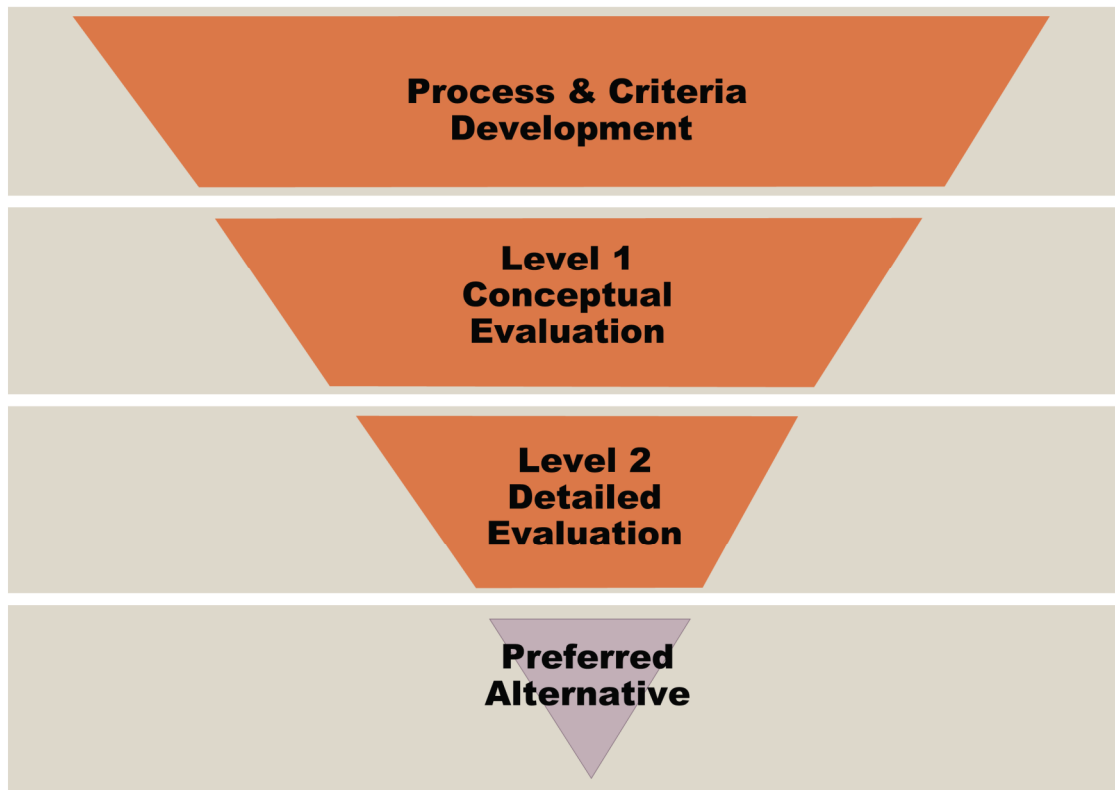 Process & Criteria
Development
Level 1
Conceptual
Evaluation
Level 2
Detailed
Evaluation
Preferred
Alternative